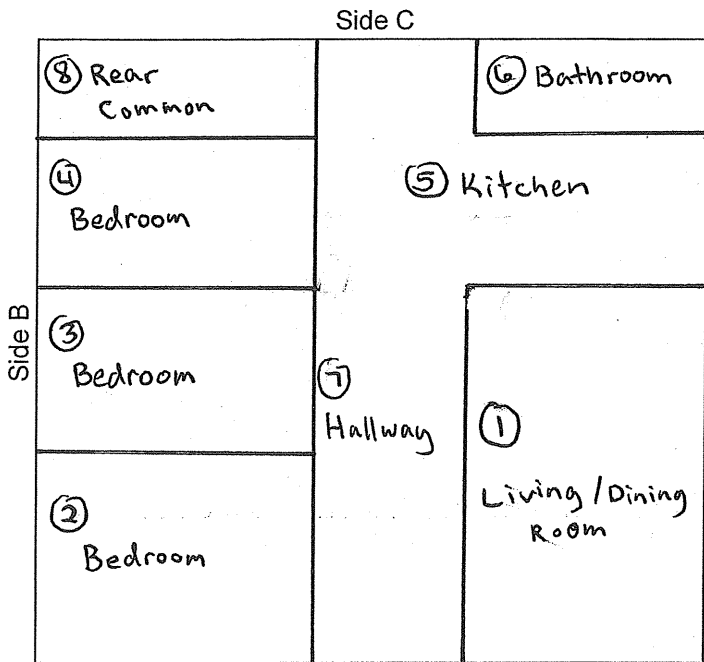 Side C
⑧ Rear
Common
⑥ Bathroom
④
Bedroom
⑤ Kitchen
Side B
③
Bedroom
⑦
Hallway
①
Living / Dining
Room
②
Bedroom